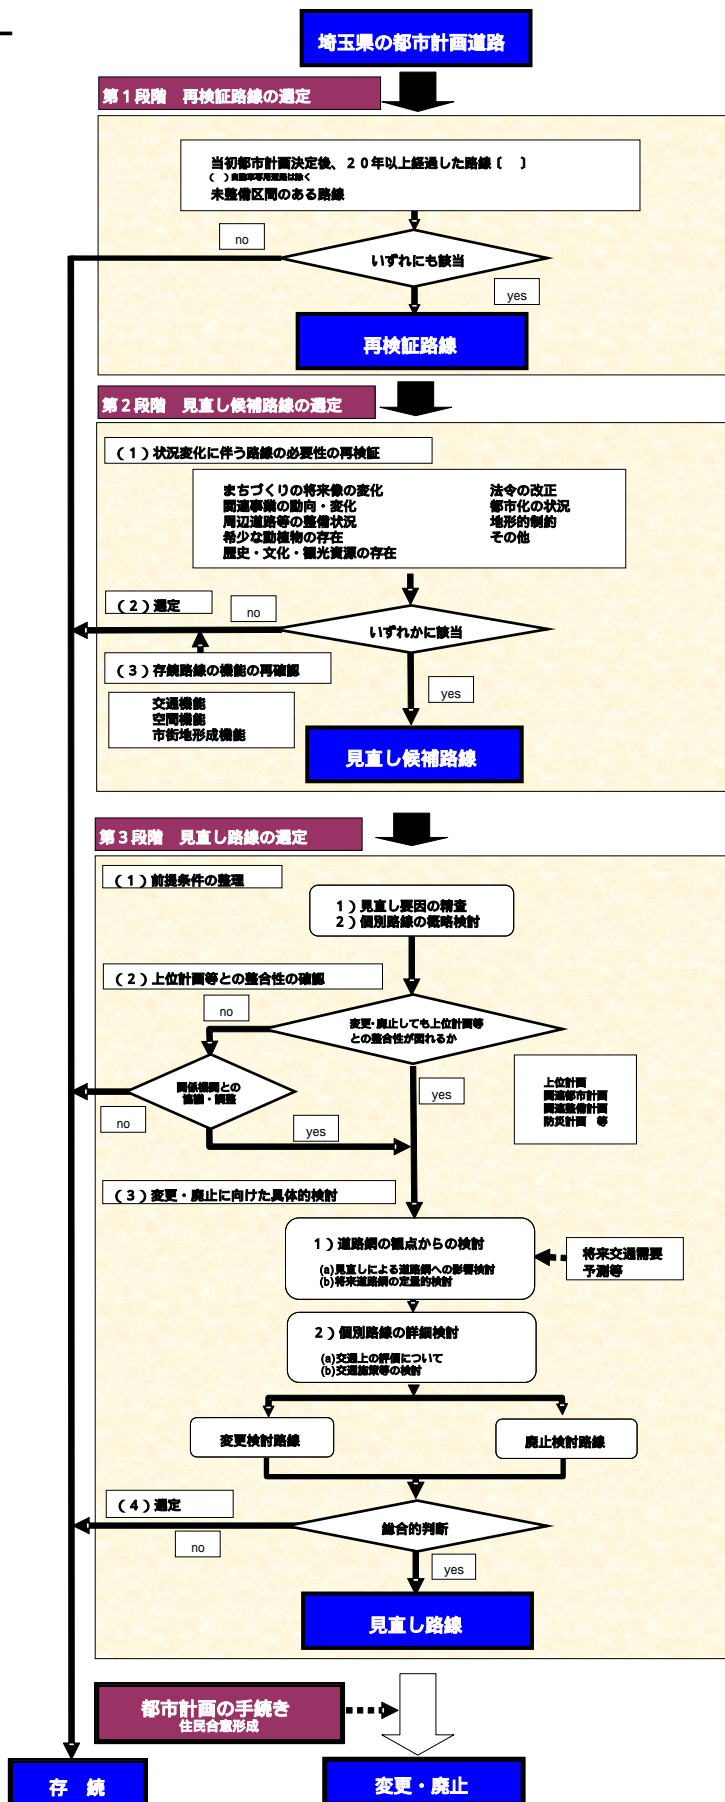 埼玉県の都市計画道路
第1段階　再検証路線の選定
当初都市計画決定後、20年以上経過した路線〔　〕
（　）自動車専用道路は除く
未整備区間のある路線
no
いずれにも該当
yes
再検証路線
第2段階　見直し候補路線の選定
（1）状況変化に伴う路線の必要性の再検証
まちづくりの将来像の変化　法令の改正
関連事業の動向・変化　都市化の状況
周辺道路等の整備状況　地形的制約
希少な動植物の存在　その他
歴史・文化・観光資源の存在
（2）選定
no
いずれかに該当
（3）存続路線の機能の再確認
yes
交通機能
空間機能
市街地形成機能
見直し候補路線
第3段階　見直し路線の選定
（1）前提条件の整理
1）見直し要因の精査
2）個別路線の概略検討
（2）上位計画等との整合性の確認
no
変更・廃止しても上位計画等
との整合性が図れるか
関係機関との
協議・調整
yes
上位計画
関連都市計画
関連整備計画
防災計画　等
no
yes
（3）変更・廃止に向けた具体的検討
1）道路網の観点からの検討
(a)見直しによる道路網への影響検討
(b)将来道路網の定量的検討
将来交通需要
予測等
2）個別路線の詳細検討
(a)交通上の評価について
(b)交通施策等の検討
変更検討路線
廃止検討路線
（4）選定
総合的判断
no
yes
見直し路線
都市計画の手続き
住民合意形成
存　続
変更・廃止